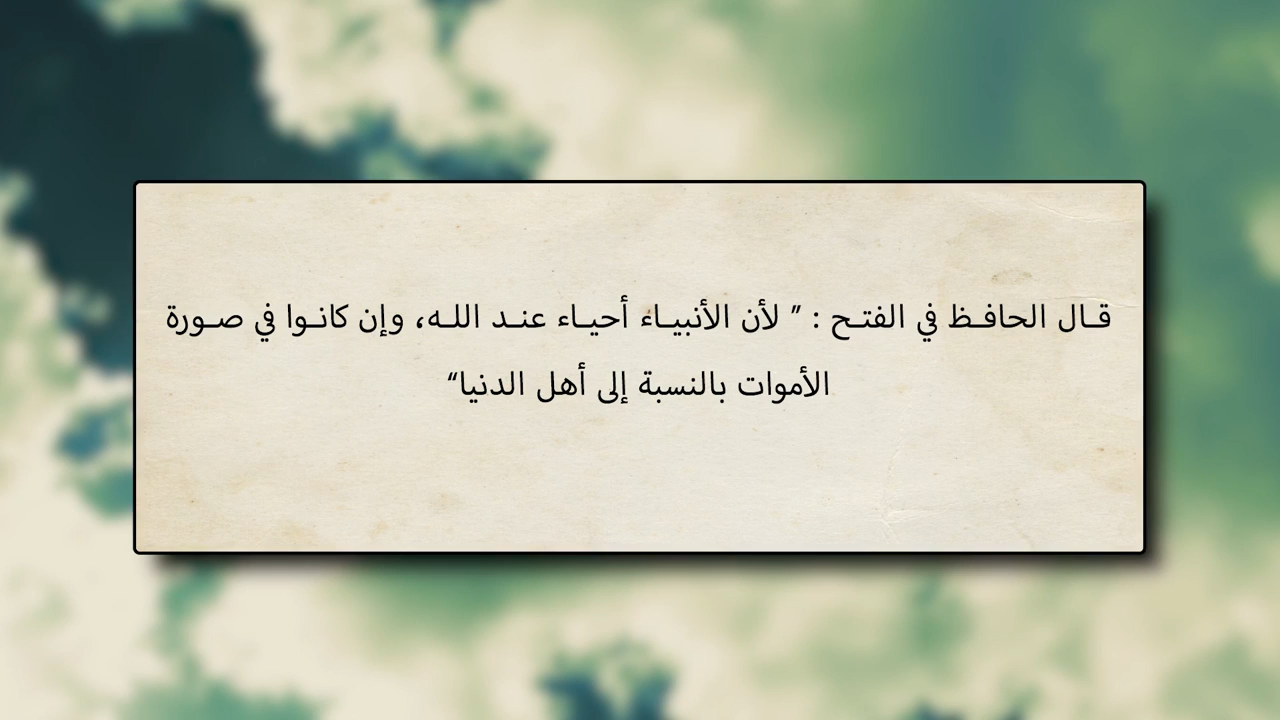 قال الحافظ في الفتح : ” لأن الأنبياء أحياء عند الله، وإن كانوا في صورة
الأموات بالنسبة إلى أهل الدنيا“